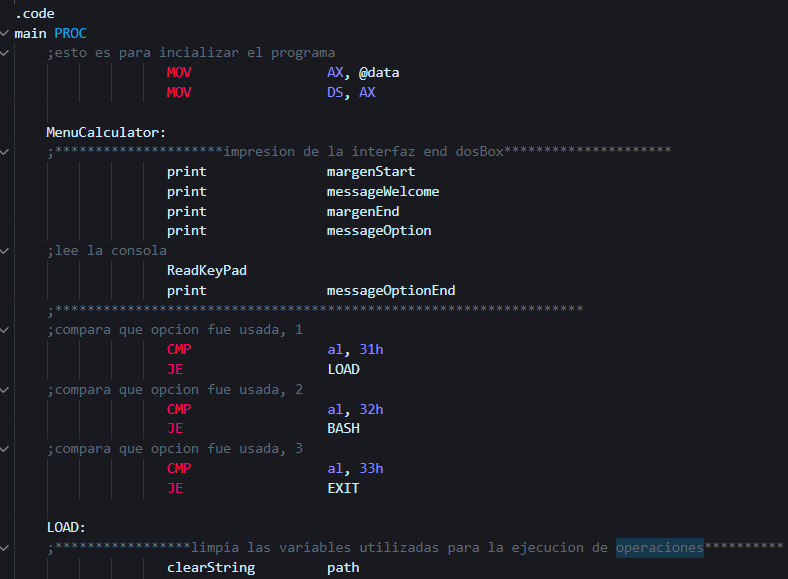 .code
main PROC
;esto es para incializar el programa
MOV AX, @data
MOV DS, AX
MenuCalculator:
;*********************impresion de la interfaz end dosBox*********************
print margenStart
print messageWelcome
print margenEnd
print messageOption
;lee la consola
ReadKeyPad
print messageOptionEnd
;******************************************************************
;compara que opcion fue usada, 1
CMP al, 31h
JE LOAD
;compara que opcion fue usada, 2
CMP al, 32h
JE BASH
;compara que opcion fue usada, 3
CMP al, 33h
JE EXIT
LOAD:
;*****************limpia las variables utilizadas para la ejecucion de operaciones**********
clearString path